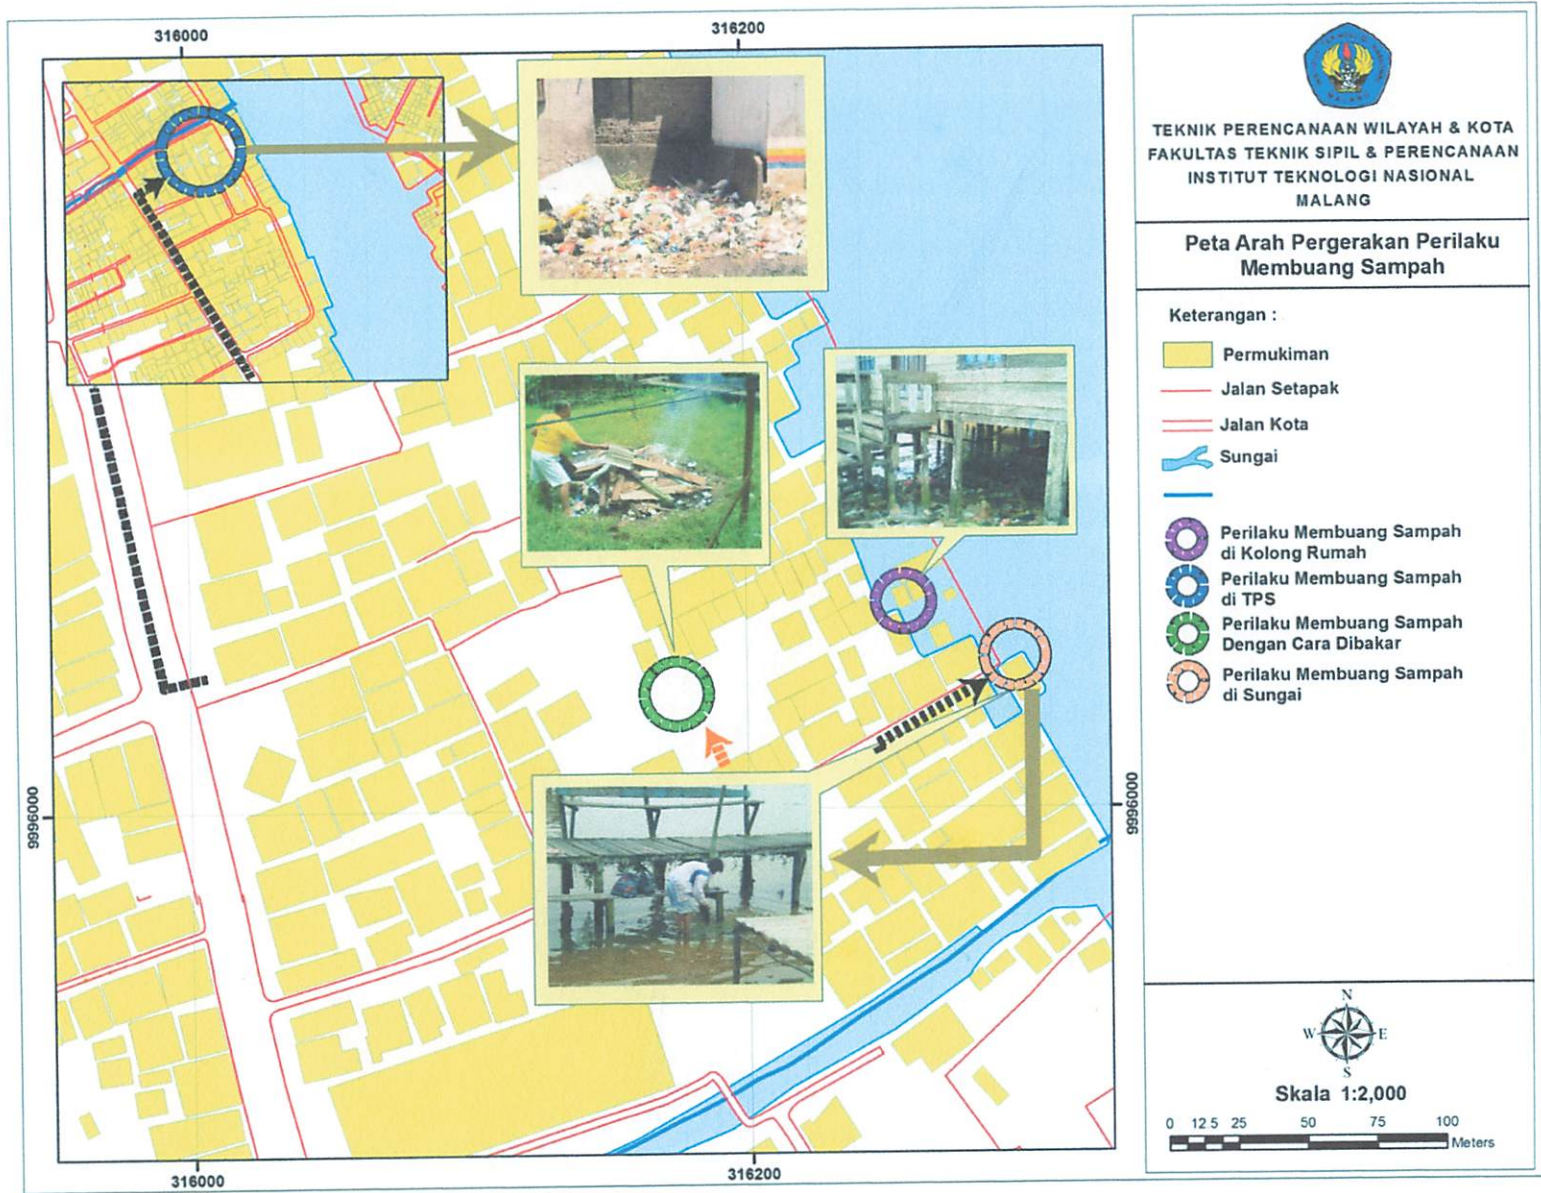 316000
316200
TEKNIK PERENCANAAN WILAYAH & KOTA
FAKULTAS TEKNIK SIPIL & PERENCANAAN
INSTITUT TEKNOLOGI NASIONAL
MALANG
Peta Arah Pergerakan Perilaku
Membuang Sampah
Keterangan :
Permukiman
Jalan Setapak
Jalan Kota
Sungai
Perilaku Membuang Sampah
di Kolong Rumah
Perilaku Membuang Sampah
di TPS
Perilaku Membuang Sampah
Dengan Cara Dibakar
Perilaku Membuang Sampah
di Sungai
9996000
9996000
N
W E
S
Skala 1:2,000
0 12.5 25 50 75 100
Meters
316000
316200